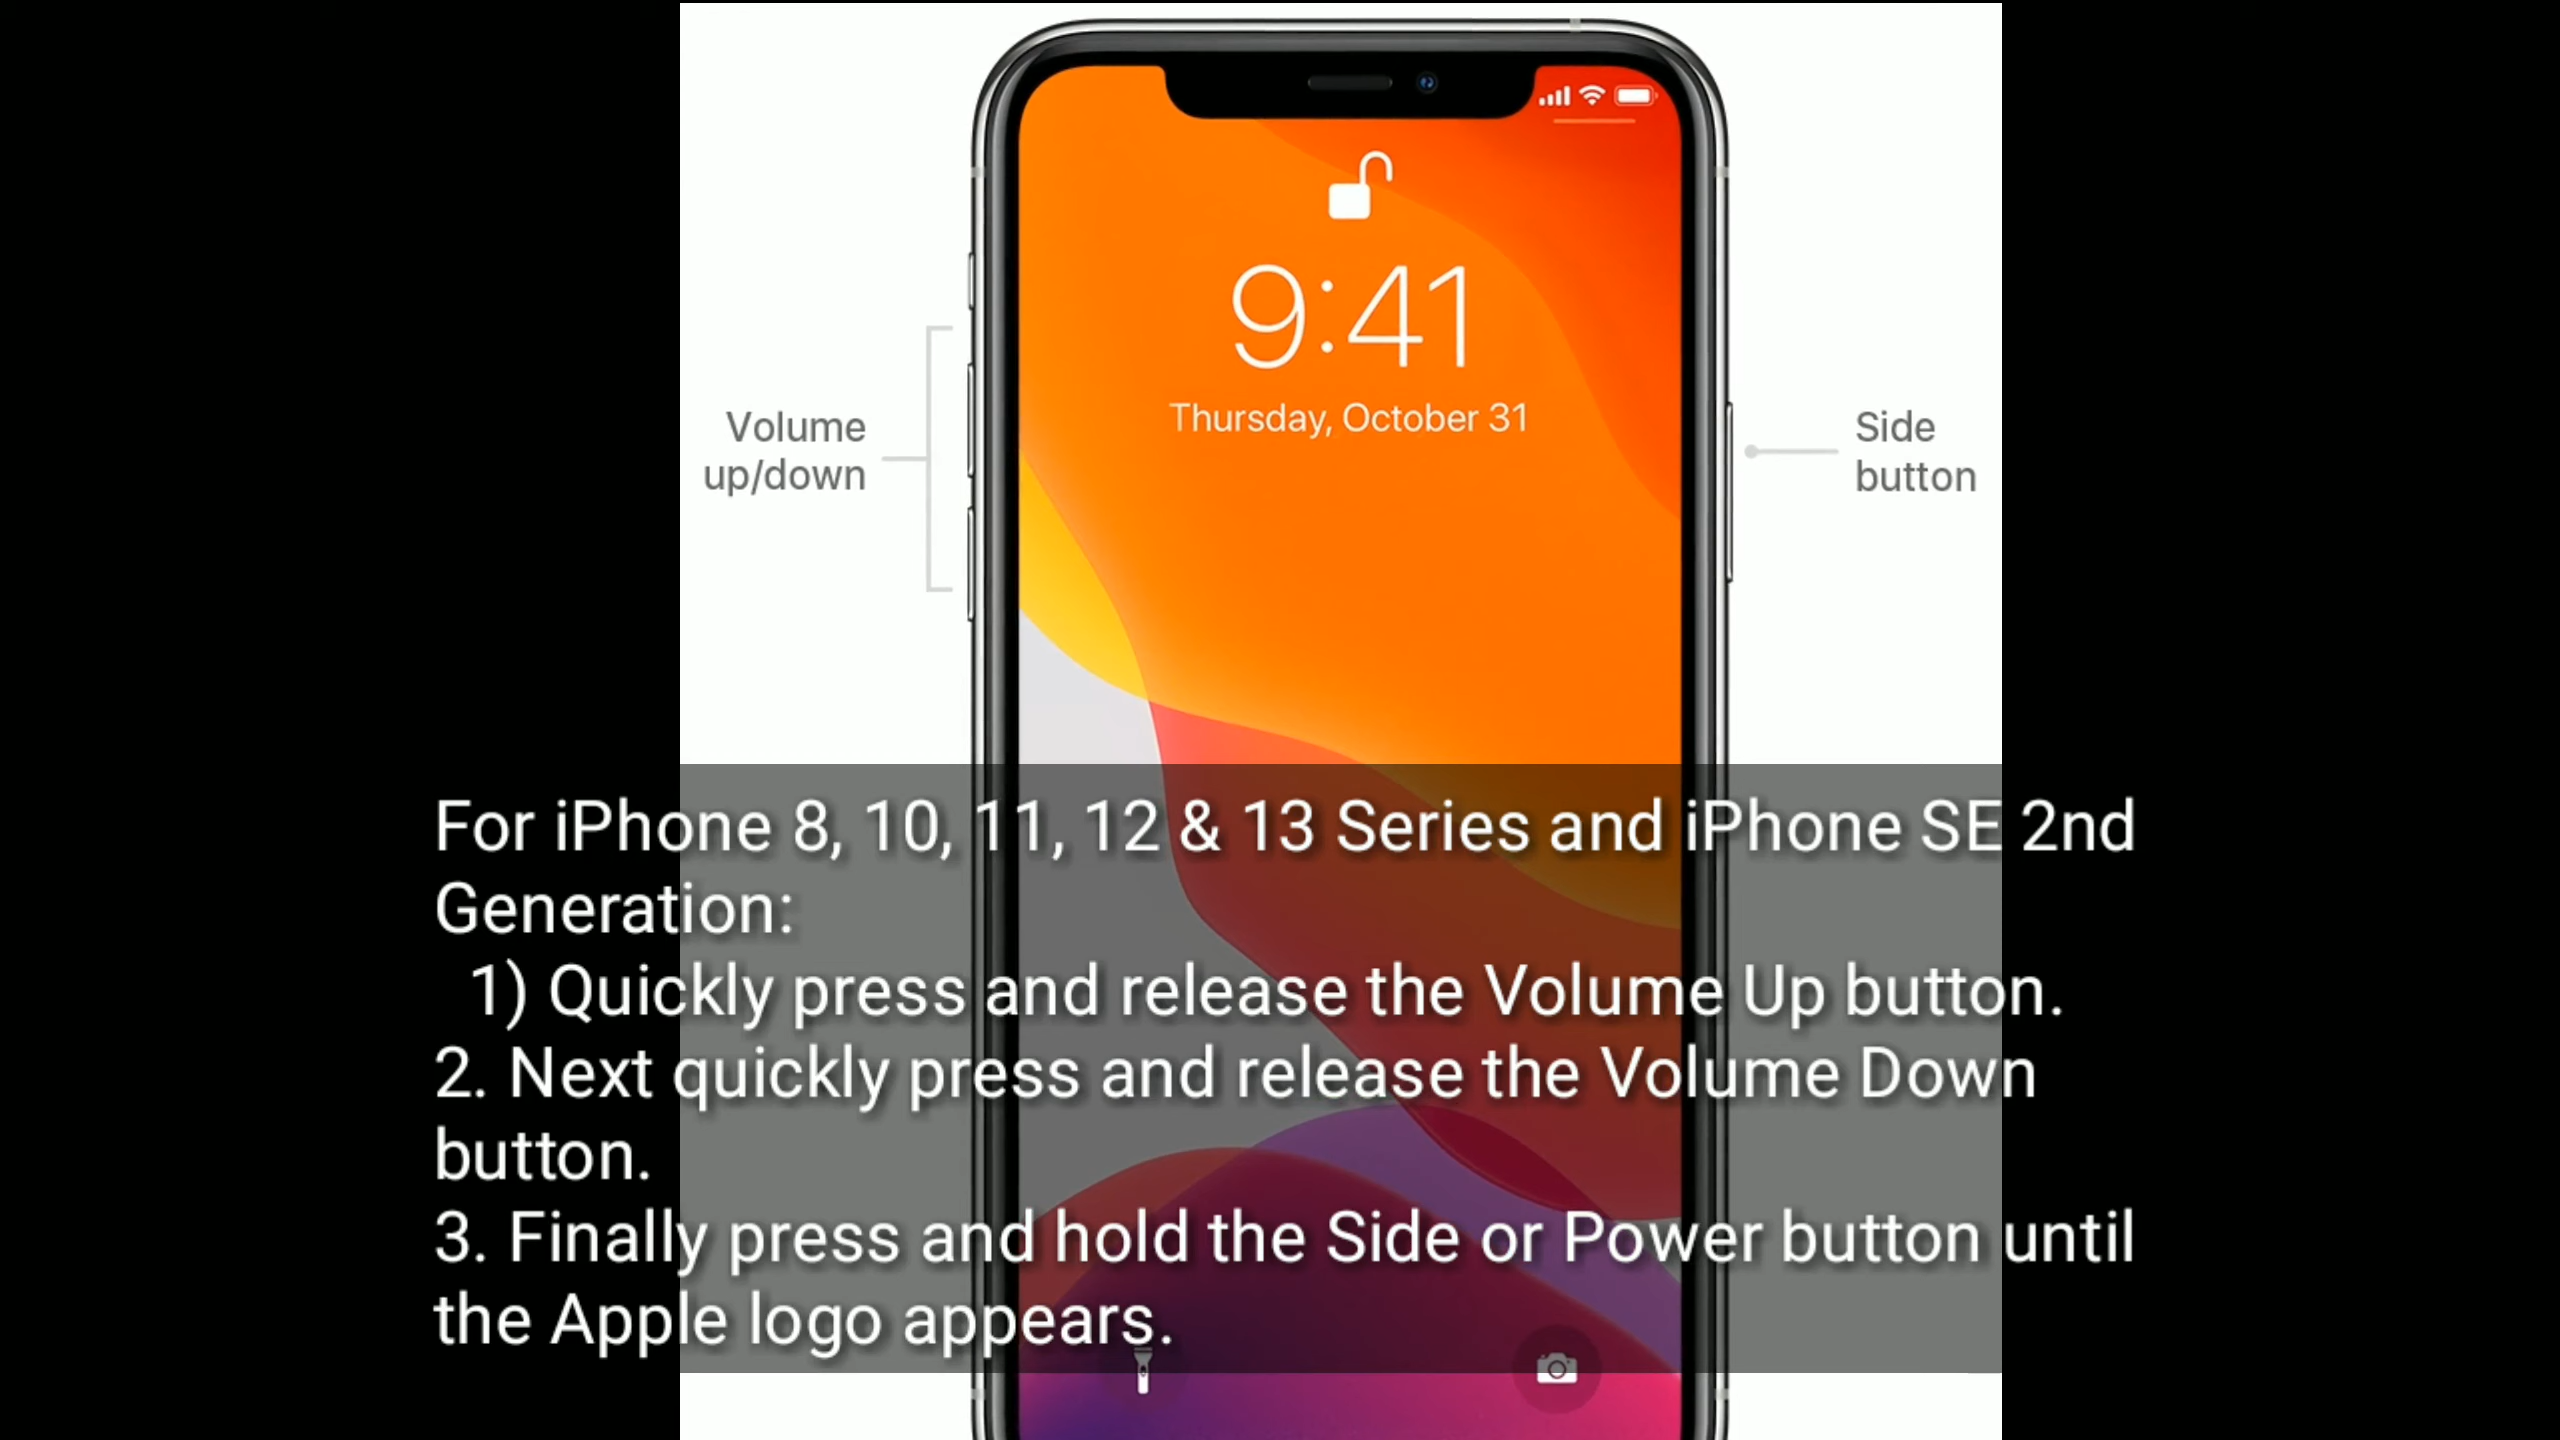 9:41
Thursday, October 31
Volume
up/down
Side
button
For iPhone 8, 10, 11, 12 & 13 Series and iPhone SE 2nd
Generation:
1) Quickly press and release the Volume Up button.
2. Next quickly press and release the Volume Down
button.
3. Finally press and hold the Side or Power button until
the Apple logo appears.